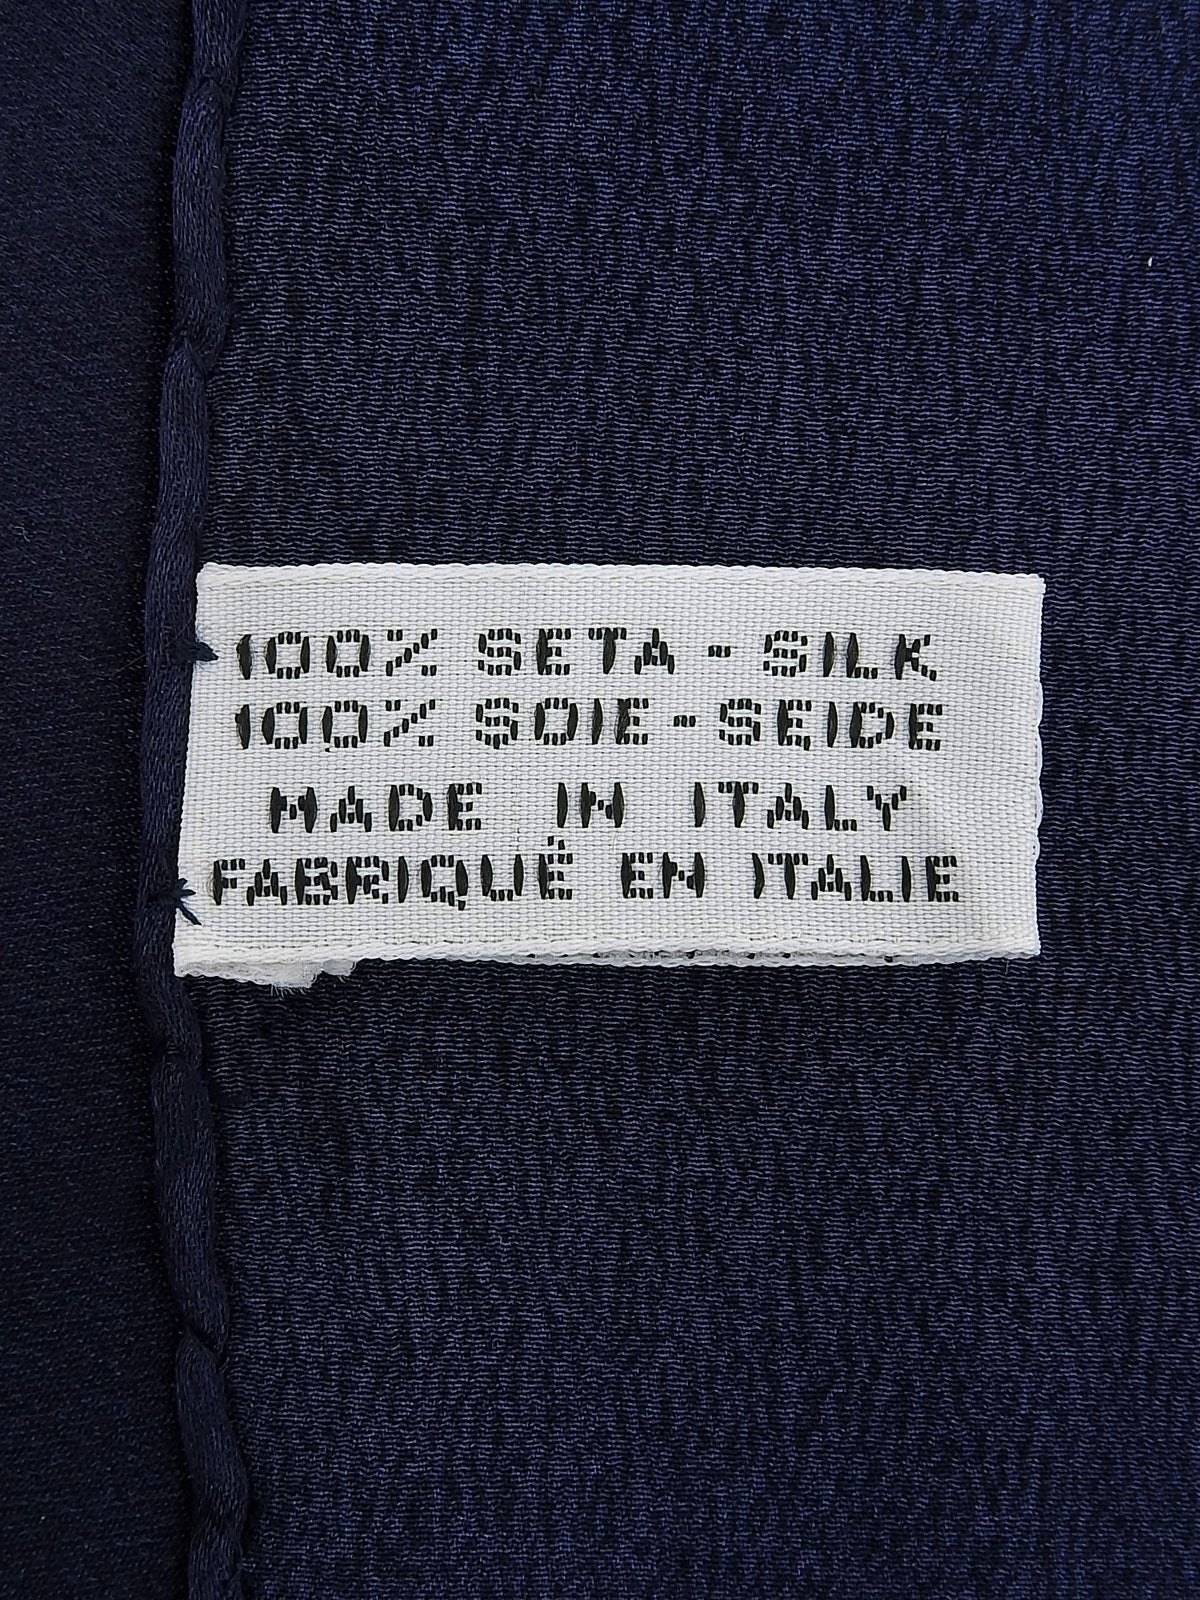 100% SETA - SILK
100% SOIE - SEIDE
MADE IN ITALY
FABRIQUÉ EN ITALIE